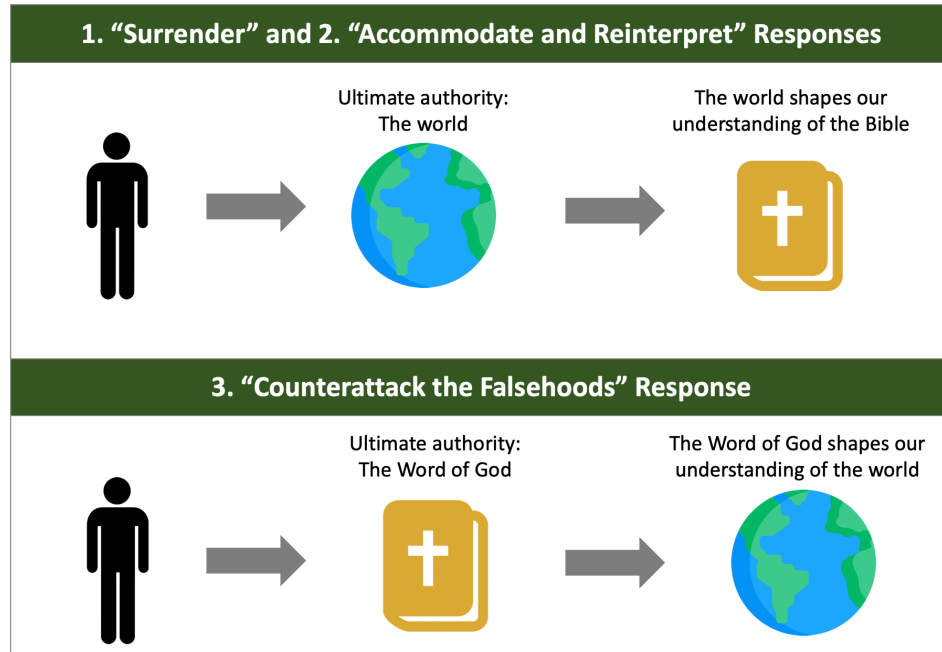 1. “Surrender” and 2. “Accommodate and Reinterpret” Responses
Ultimate authority:
The world
The world shapes our
understanding of the Bible
3. “Counterattack the Falsehoods” Response
Ultimate authority:
The Word of God
The Word of God shapes our
understanding of the world